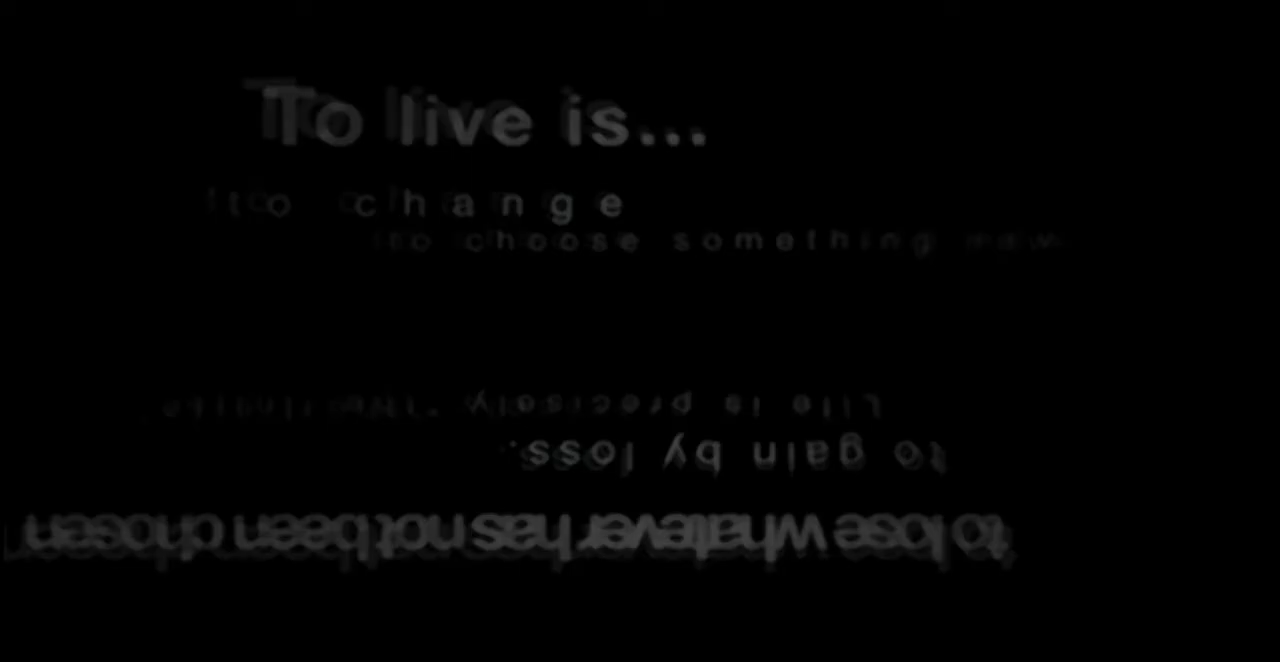 To live is...
to change
to choose something new
to lose whatever has not been chosen
to gain by loss.
Life is precisely